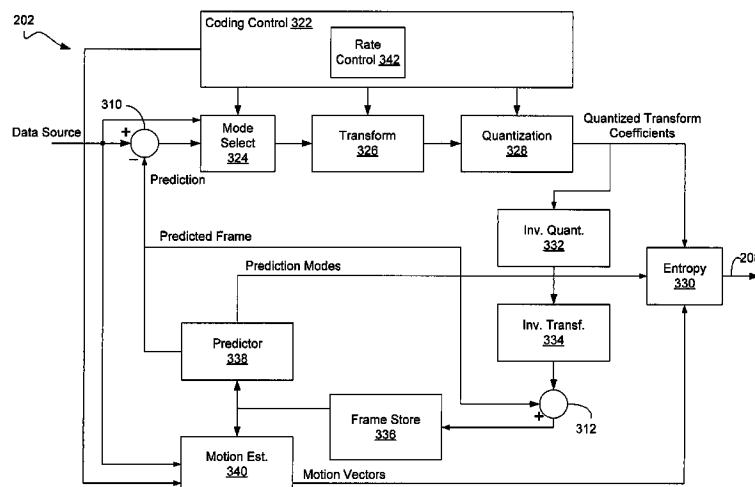 202
Coding Control 322
Rate
Control 342
310
Data Source
+
–
Mode
Select
324
Transform
326
Quantization
328
Quantized Transform
Coefficients
Prediction
Inv. Quant.
332
Predicted Frame
Prediction Modes
Entropy
330
Predictor
338
Inv. Transf.
334
+
312
Frame Store
336
Motion Est.
340
Motion Vectors